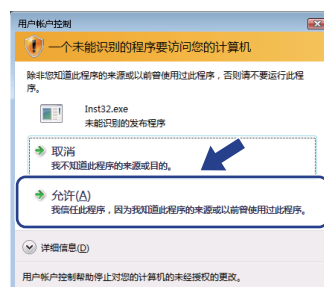 用户帐户控制
一个未能识别的程序要访问您的计算机
除非您知道此程序的来源或以前曾使用过此程序，否则请不要运行此程
序。
Inst32.exe
未能识别的发布程序
取消
我不知道此程序的来源或目的。
允许(A)
我信任此程序，因为我知道此程序的来源或以前曾使用过此程序。
详细信息(D)
用户帐户控制帮助停止对您的计算机的未经授权的更改。